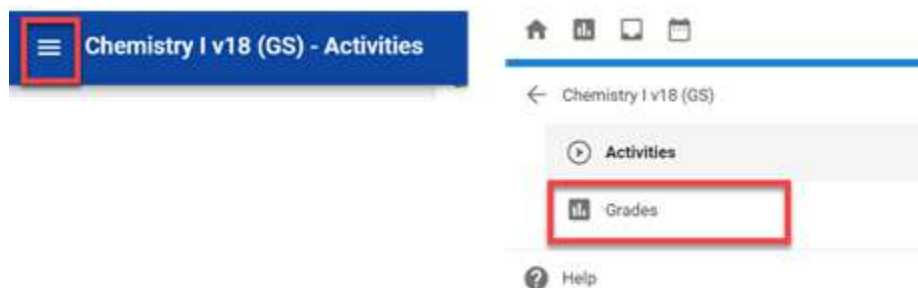 Chemistry I v18 (GS) - Activities
Chemistry I v18 (GS)
Activities
Grades
Help